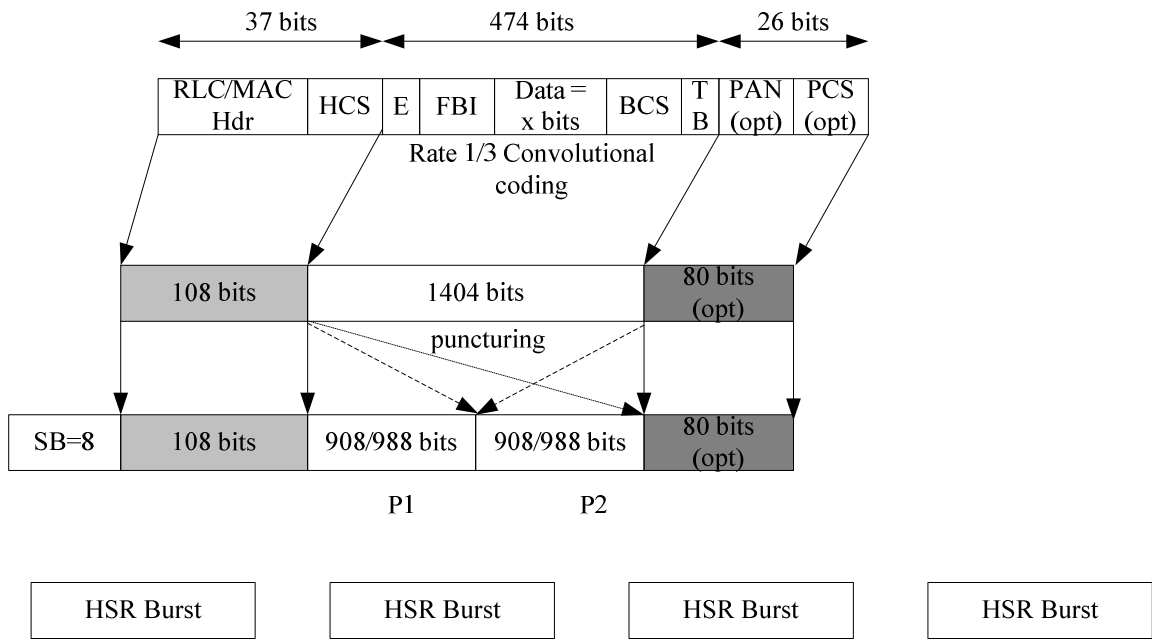 37 bits 474 bits 26 bits
RLC/MAC
Hdr
HCS
E
FBI
Data =
x bits
BCS
T
B
PAN
(opt)
PCS
(opt)
Rate 1/3 Convolutional
coding
108 bits
1404 bits
80 bits
(opt)
puncturing
SB=8
108 bits
908/988 bits
908/988 bits
80 bits
(opt)
P1
P2
HSR Burst
HSR Burst
HSR Burst
HSR Burst